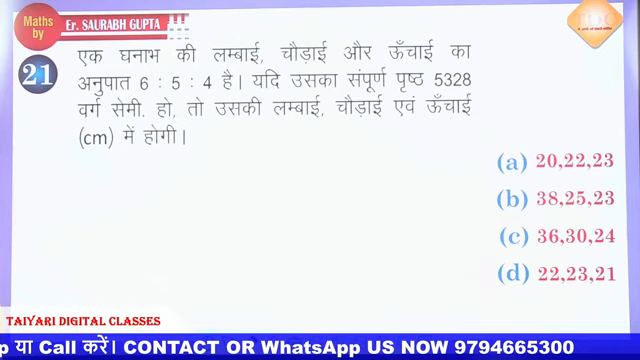 Maths
by
Er. SAURABH GUPTA
TDC
21
एक घनाभ की लम्बाई, चौड़ाई और ऊँचाई का
अनुपात 6 : 5 : 4 है। यदि उसका संपूर्ण पृष्ठ 5328
वर्ग सेमी. हो, तो उसकी लम्बाई, चौड़ाई एवं ऊँचाई
(cm) में होगी।
(a) 20,22,23
(b) 38,25,23
(c) 36,30,24
(d) 22,23,21
TAIYARI DIGITAL CLASSES
p या Call करें। CONTACT OR WhatsApp US NOW 9794665300